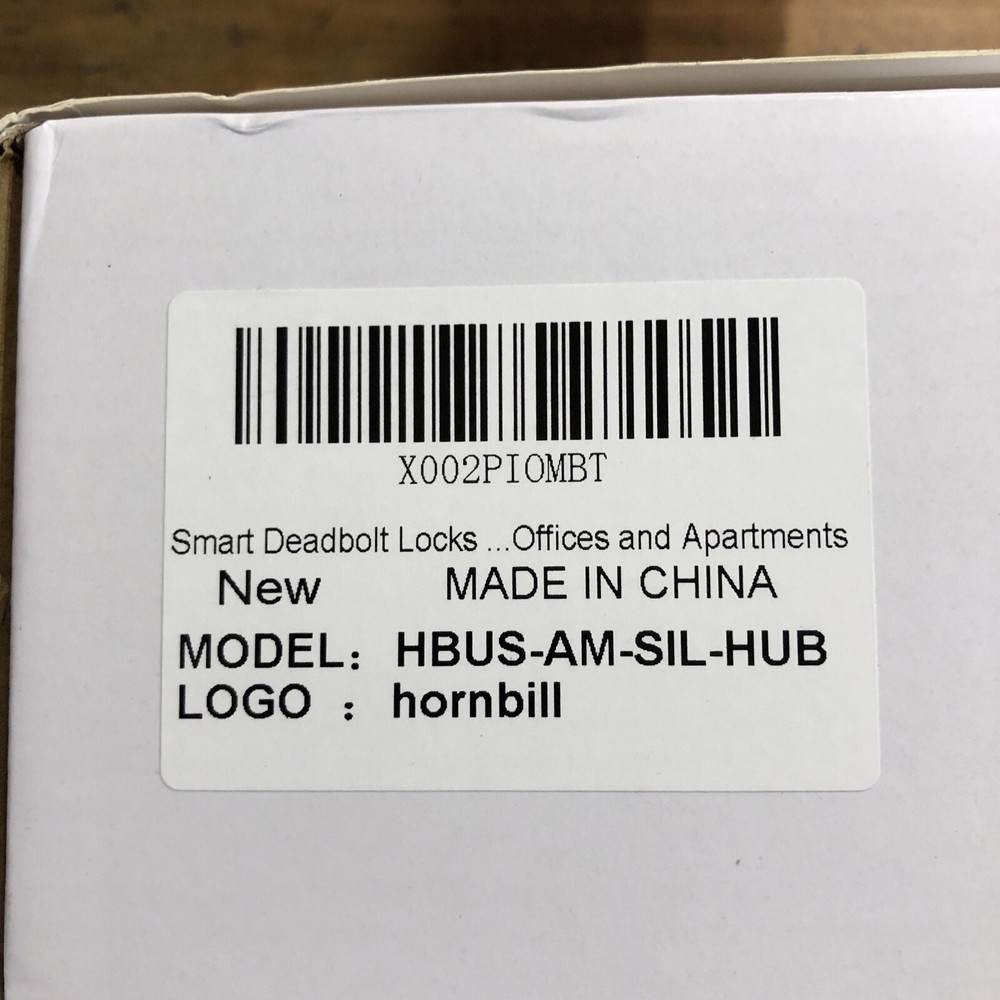 X002PIOMBT
Smart Deadbolt Locks ...Offices and Apartments
New MADE IN CHINA
MODEL： HBUS-AM-SIL-HUB
LOGO ： hornbill